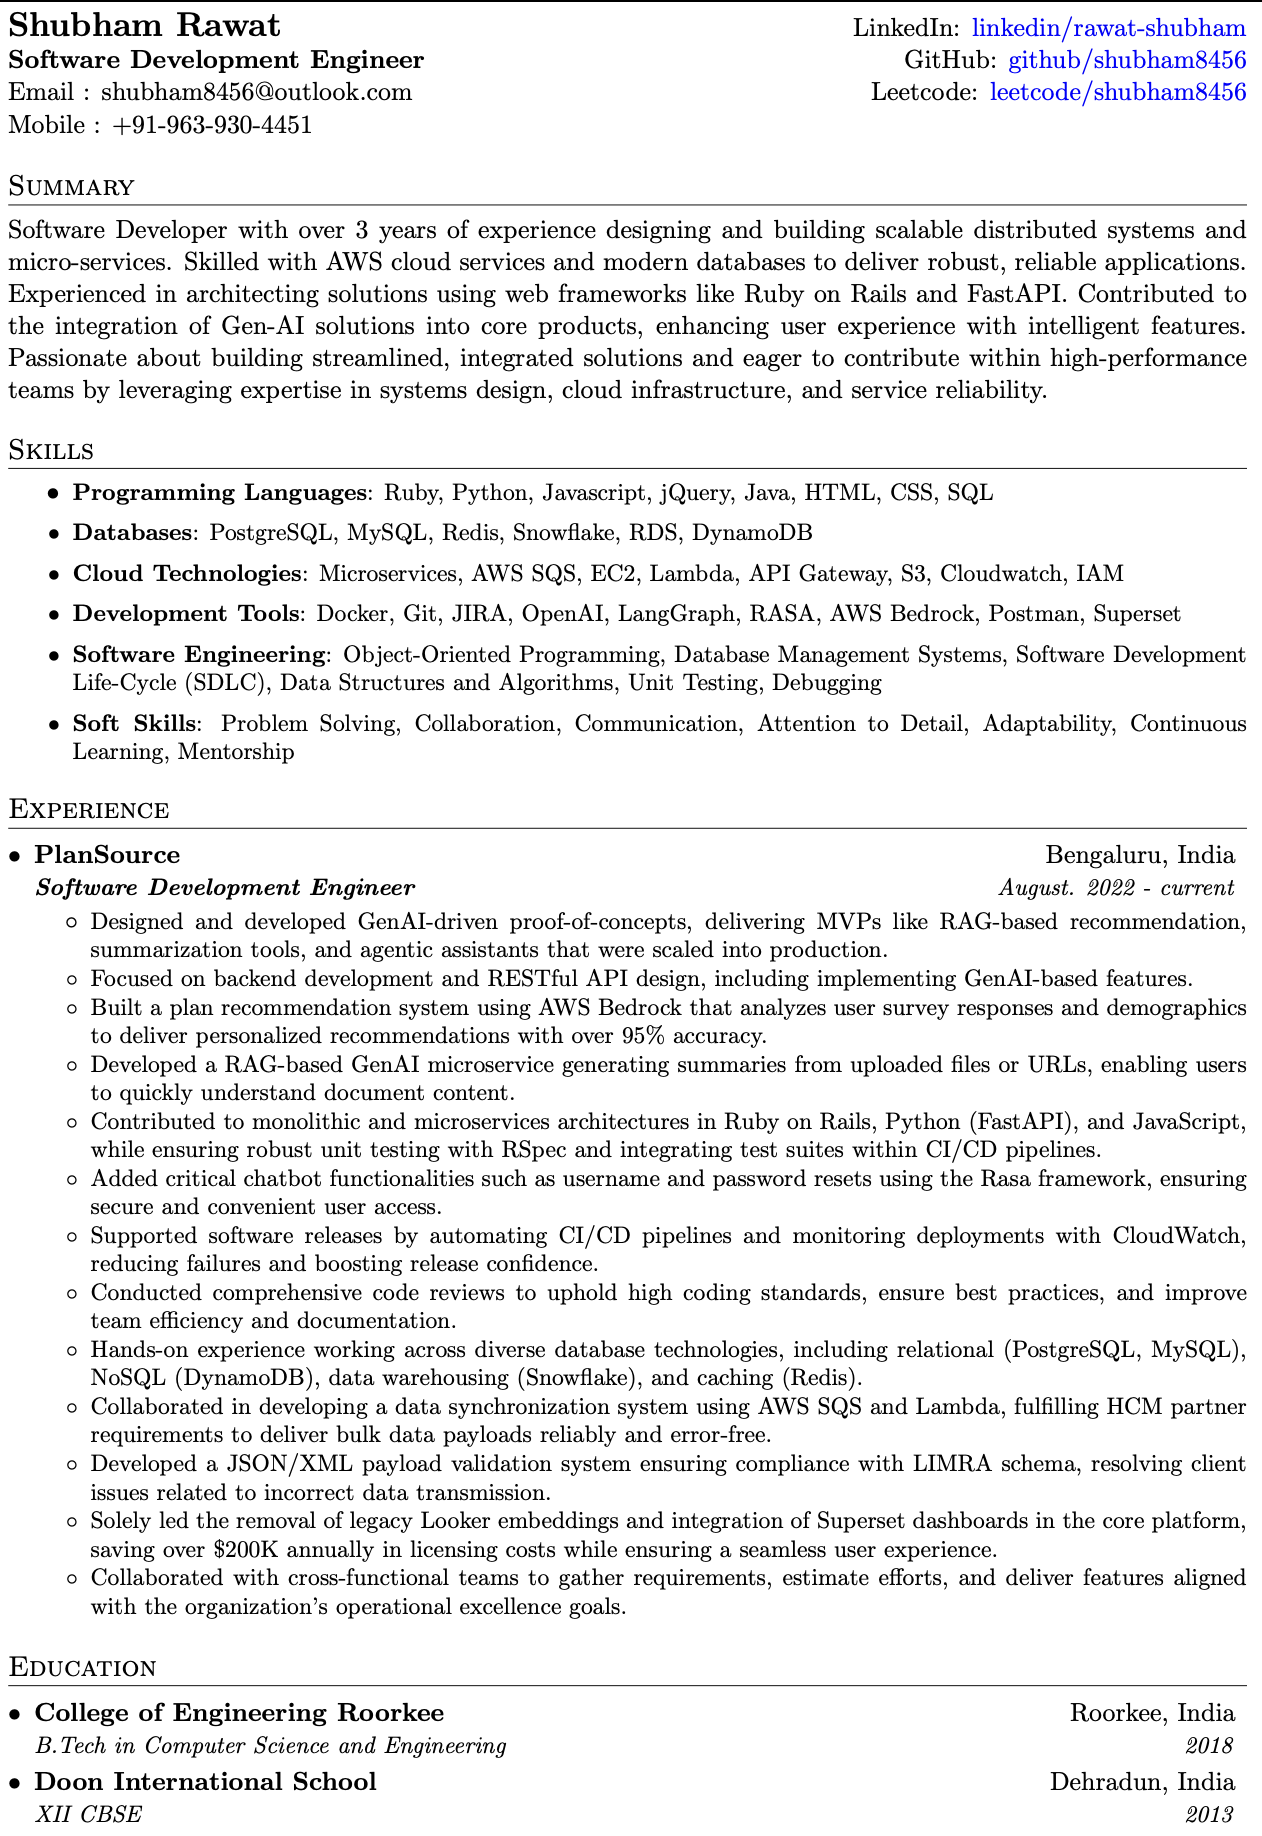 Shubham Rawat
Software Development Engineer
Email : shubham8456@outlook.com
Mobile : +91-963-930-4451
LinkedIn: linkedin/rawat-shubham
GitHub: github/shubham8456
Leetcode: leetcode/shubham8456
Summary
Software Developer with over 3 years of experience designing and building scalable distributed systems and
micro-services. Skilled with AWS cloud services and modern databases to deliver robust, reliable applications.
Experienced in architecting solutions using web frameworks like Ruby on Rails and FastAPI. Contributed to
the integration of Gen-AI solutions into core products, enhancing user experience with intelligent features.
Passionate about building streamlined, integrated solutions and eager to contribute within high-performance
teams by leveraging expertise in systems design, cloud infrastructure, and service reliability.
Skills
• Programming Languages: Ruby, Python, Javascript, jQuery, Java, HTML, CSS, SQL
• Databases: PostgreSQL, MySQL, Redis, Snowflake, RDS, DynamoDB
• Cloud Technologies: Microservices, AWS SQS, EC2, Lambda, API Gateway, S3, Cloudwatch, IAM
• Development Tools: Docker, Git, JIRA, OpenAI, LangGraph, RASA, AWS Bedrock, Postman, Superset
• Software Engineering: Object-Oriented Programming, Database Management Systems, Software Development
Life-Cycle (SDLC), Data Structures and Algorithms, Unit Testing, Debugging
• Soft Skills: Problem Solving, Collaboration, Communication, Attention to Detail, Adaptability, Continuous
Learning, Mentorship
Experience
• PlanSource Bengaluru, India
Software Development Engineer August. 2022 - current
◦ Designed and developed GenAI-driven proof-of-concepts, delivering MVPs like RAG-based recommendation,
summarization tools, and agentic assistants that were scaled into production.
◦ Focused on backend development and RESTful API design, including implementing GenAI-based features.
◦ Built a plan recommendation system using AWS Bedrock that analyzes user survey responses and demographics
to deliver personalized recommendations with over 95% accuracy.
◦ Developed a RAG-based GenAI microservice generating summaries from uploaded files or URLs, enabling users
to quickly understand document content.
◦ Contributed to monolithic and microservices architectures in Ruby on Rails, Python (FastAPI), and JavaScript,
while ensuring robust unit testing with RSpec and integrating test suites within CI/CD pipelines.
◦ Added critical chatbot functionalities such as username and password resets using the Rasa framework, ensuring
secure and convenient user access.
◦ Supported software releases by automating CI/CD pipelines and monitoring deployments with CloudWatch,
reducing failures and boosting release confidence.
◦ Conducted comprehensive code reviews to uphold high coding standards, ensure best practices, and improve
team efficiency and documentation.
◦ Hands-on experience working across diverse database technologies, including relational (PostgreSQL, MySQL),
NoSQL (DynamoDB), data warehousing (Snowflake), and caching (Redis).
◦ Collaborated in developing a data synchronization system using AWS SQS and Lambda, fulfilling HCM partner
requirements to deliver bulk data payloads reliably and error-free.
◦ Developed a JSON/XML payload validation system ensuring compliance with LIMRA schema, resolving client
issues related to incorrect data transmission.
◦ Solely led the removal of legacy Looker embeddings and integration of Superset dashboards in the core platform,
saving over $200K annually in licensing costs while ensuring a seamless user experience.
◦ Collaborated with cross-functional teams to gather requirements, estimate efforts, and deliver features aligned
with the organization's operational excellence goals.
Education
• College of Engineering Roorkee Roorkee, India
B.Tech in Computer Science and Engineering 2018
• Doon International School Dehradun, India
XII CBSE 2013